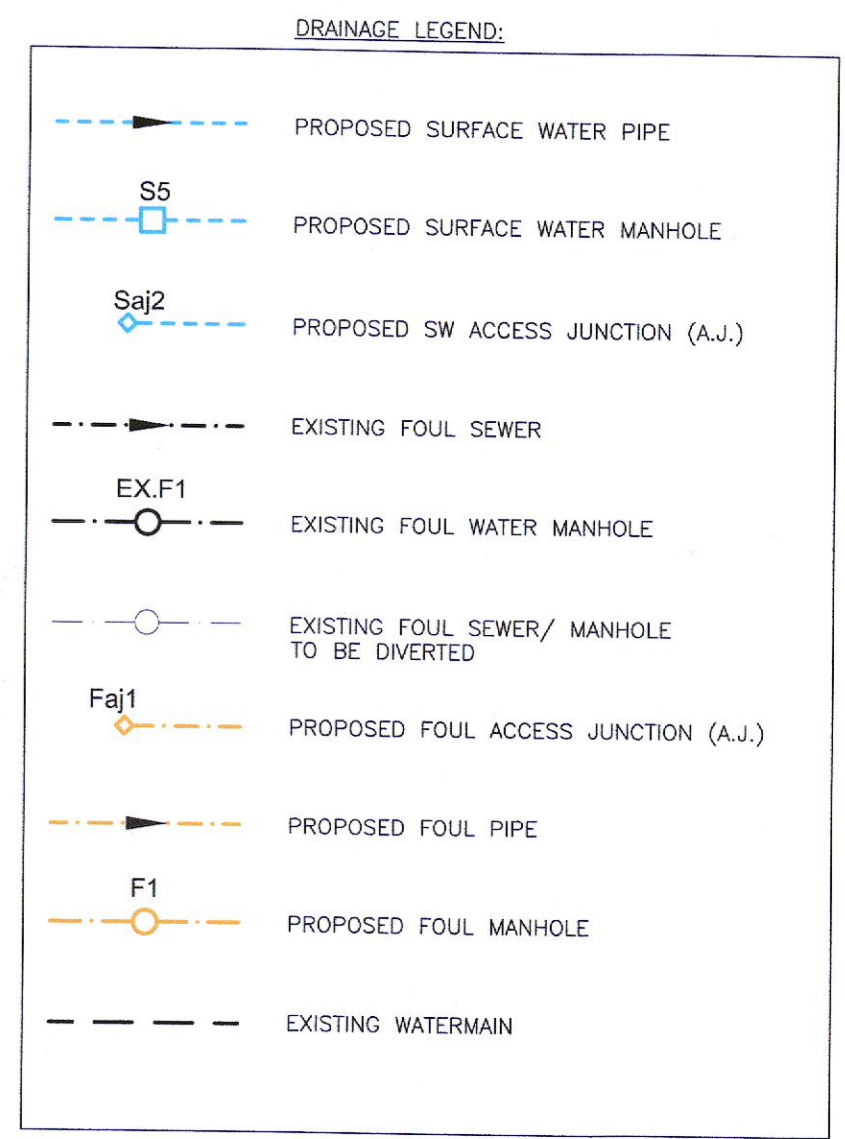 DRAINAGE LEGEND:
PROPOSED SURFACE WATER PIPE
S5
PROPOSED SURFACE WATER MANHOLE
Saj2
PROPOSED SW ACCESS JUNCTION (A.J.)
EXISTING FOUL SEWER
EX.F1
EXISTING FOUL WATER MANHOLE
EXISTING FOUL SEWER/ MANHOLE
TO BE DIVERTED
Faj1
PROPOSED FOUL ACCESS JUNCTION (A.J.)
PROPOSED FOUL PIPE
F1
PROPOSED FOUL MANHOLE
EXISTING WATERMAIN